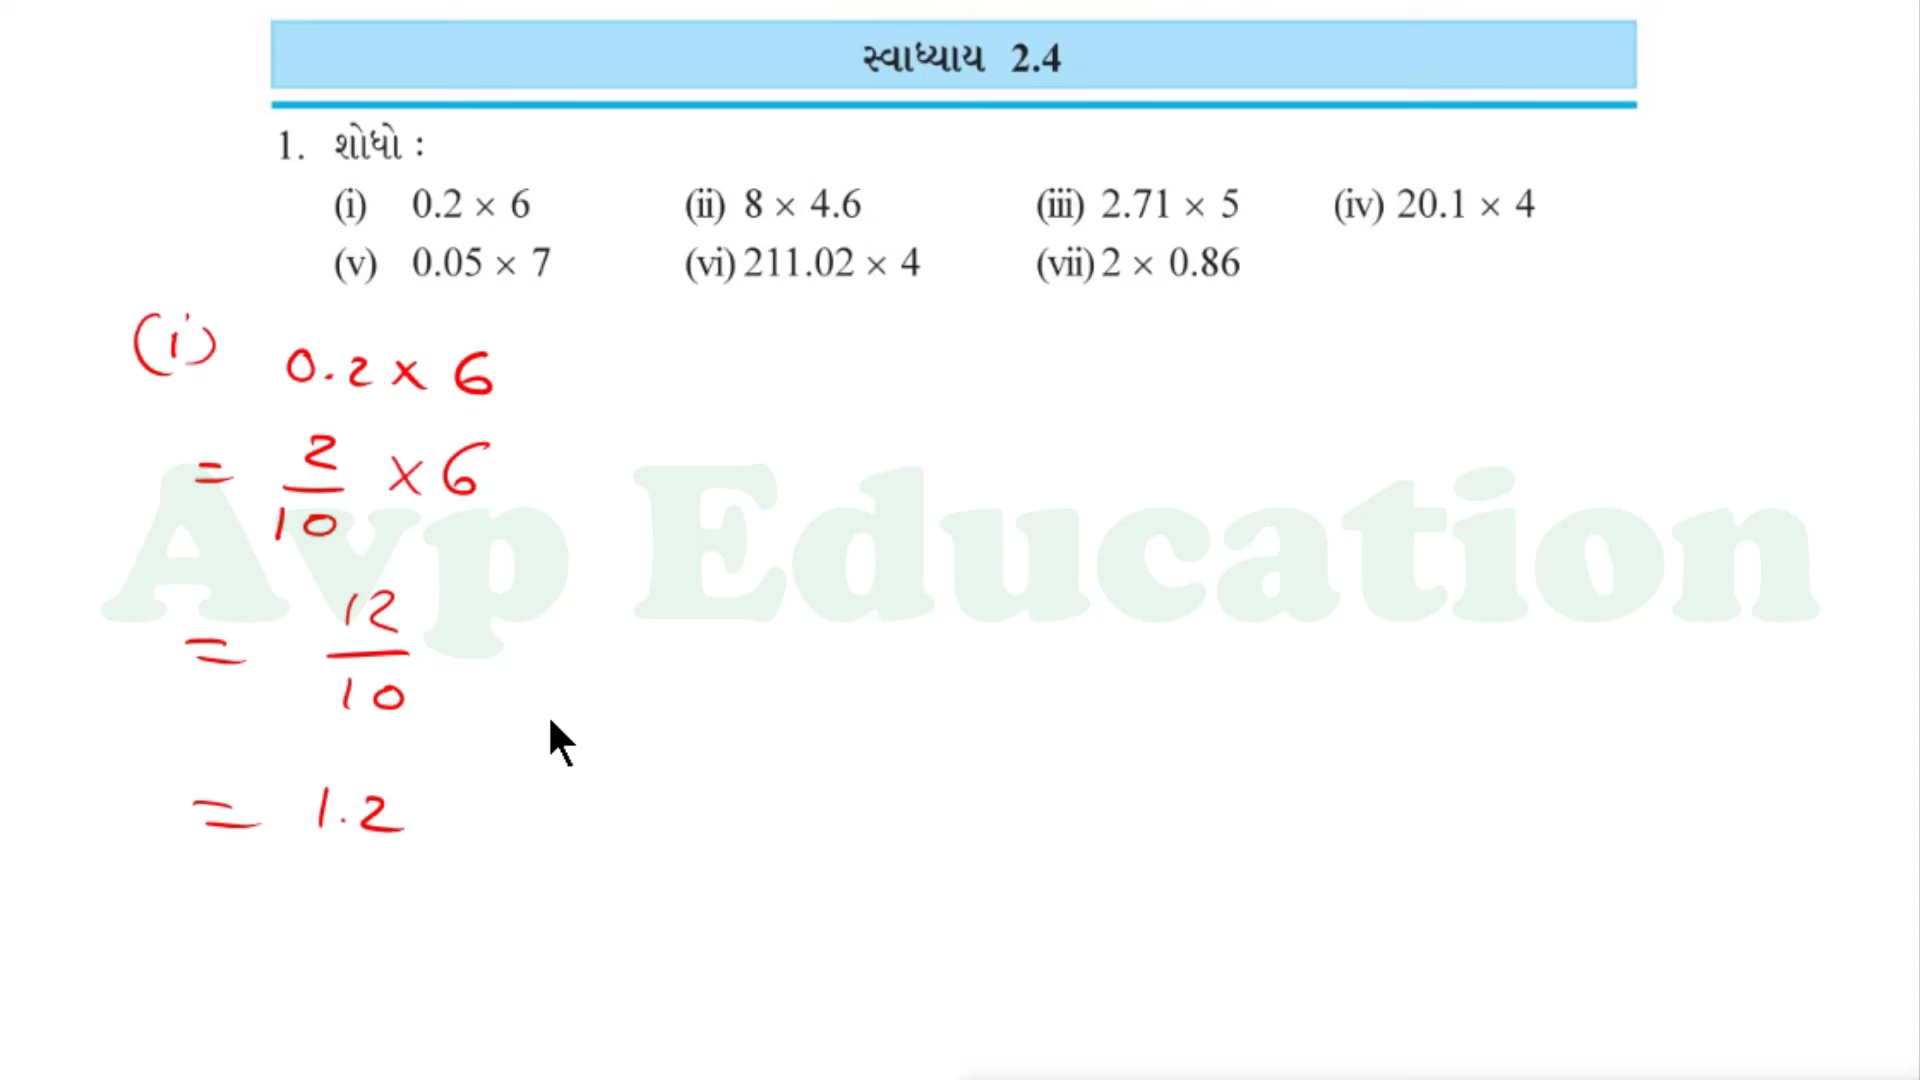 સ્વાધ્યાય 2.4
1. શોધો :
(i) 0.2 × 6 (ii) 8 × 4.6 (iii) 2.71 × 5 (iv) 20.1 × 4
(v) 0.05 × 7 (vi) 211.02 × 4 (vii) 2 × 0.86
(i) 0.2 × 6
= 2/10 × 6
Avp Education
= 12/10
= 1.2